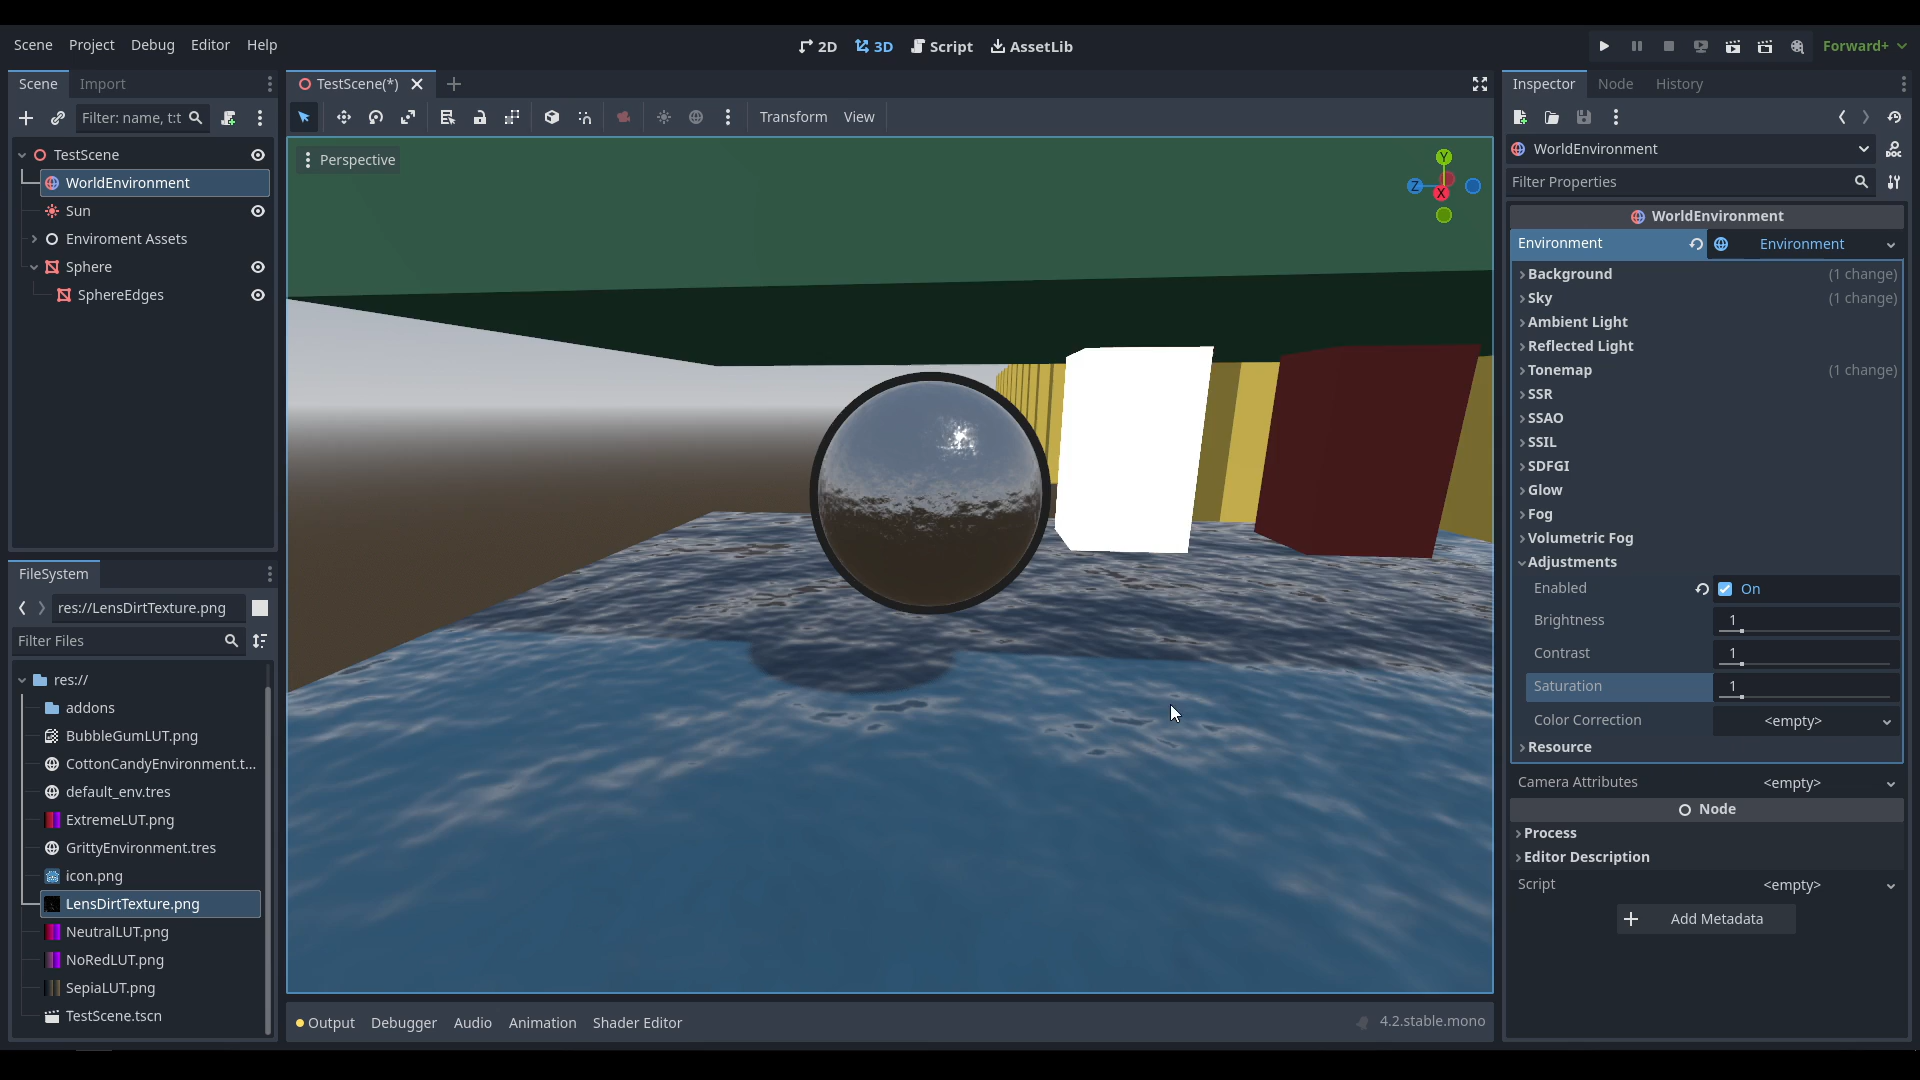 Scene Project Debug Editor Help
2D 3D Script AssetLib
Forward+
Scene Import
Filter: name, t:t
TestScene
WorldEnvironment
Sun
Enviroment Assets
Sphere
SphereEdges
FileSystem
res://LensDirtTexture.png
Filter Files
res://
addons
BubbleGumLUT.png
CottonCandyEnvironment.t...
default_env.tres
ExtremeLUT.png
GrittyEnvironment.tres
icon.png
LensDirtTexture.png
NeutralLUT.png
NoRedLUT.png
SepiaLUT.png
TestScene.tscn
TestScene(*)
Transform View
Perspective
Y
Z
X
Output Debugger Audio Animation Shader Editor
4.2.stable.mono
Inspector Node History
WorldEnvironment
DOC
Filter Properties
WorldEnvironment
Environment Environment
Background (1 change)
Sky (1 change)
Ambient Light
Reflected Light
Tonemap (1 change)
SSR
SSAO
SSIL
SDFGI
Glow
Fog
Volumetric Fog
Adjustments
Enabled On
Brightness 1
Contrast 1
Saturation 1
Color Correction <empty>
Resource
Camera Attributes <empty>
Node
Process
Editor Description
Script <empty>
Add Metadata